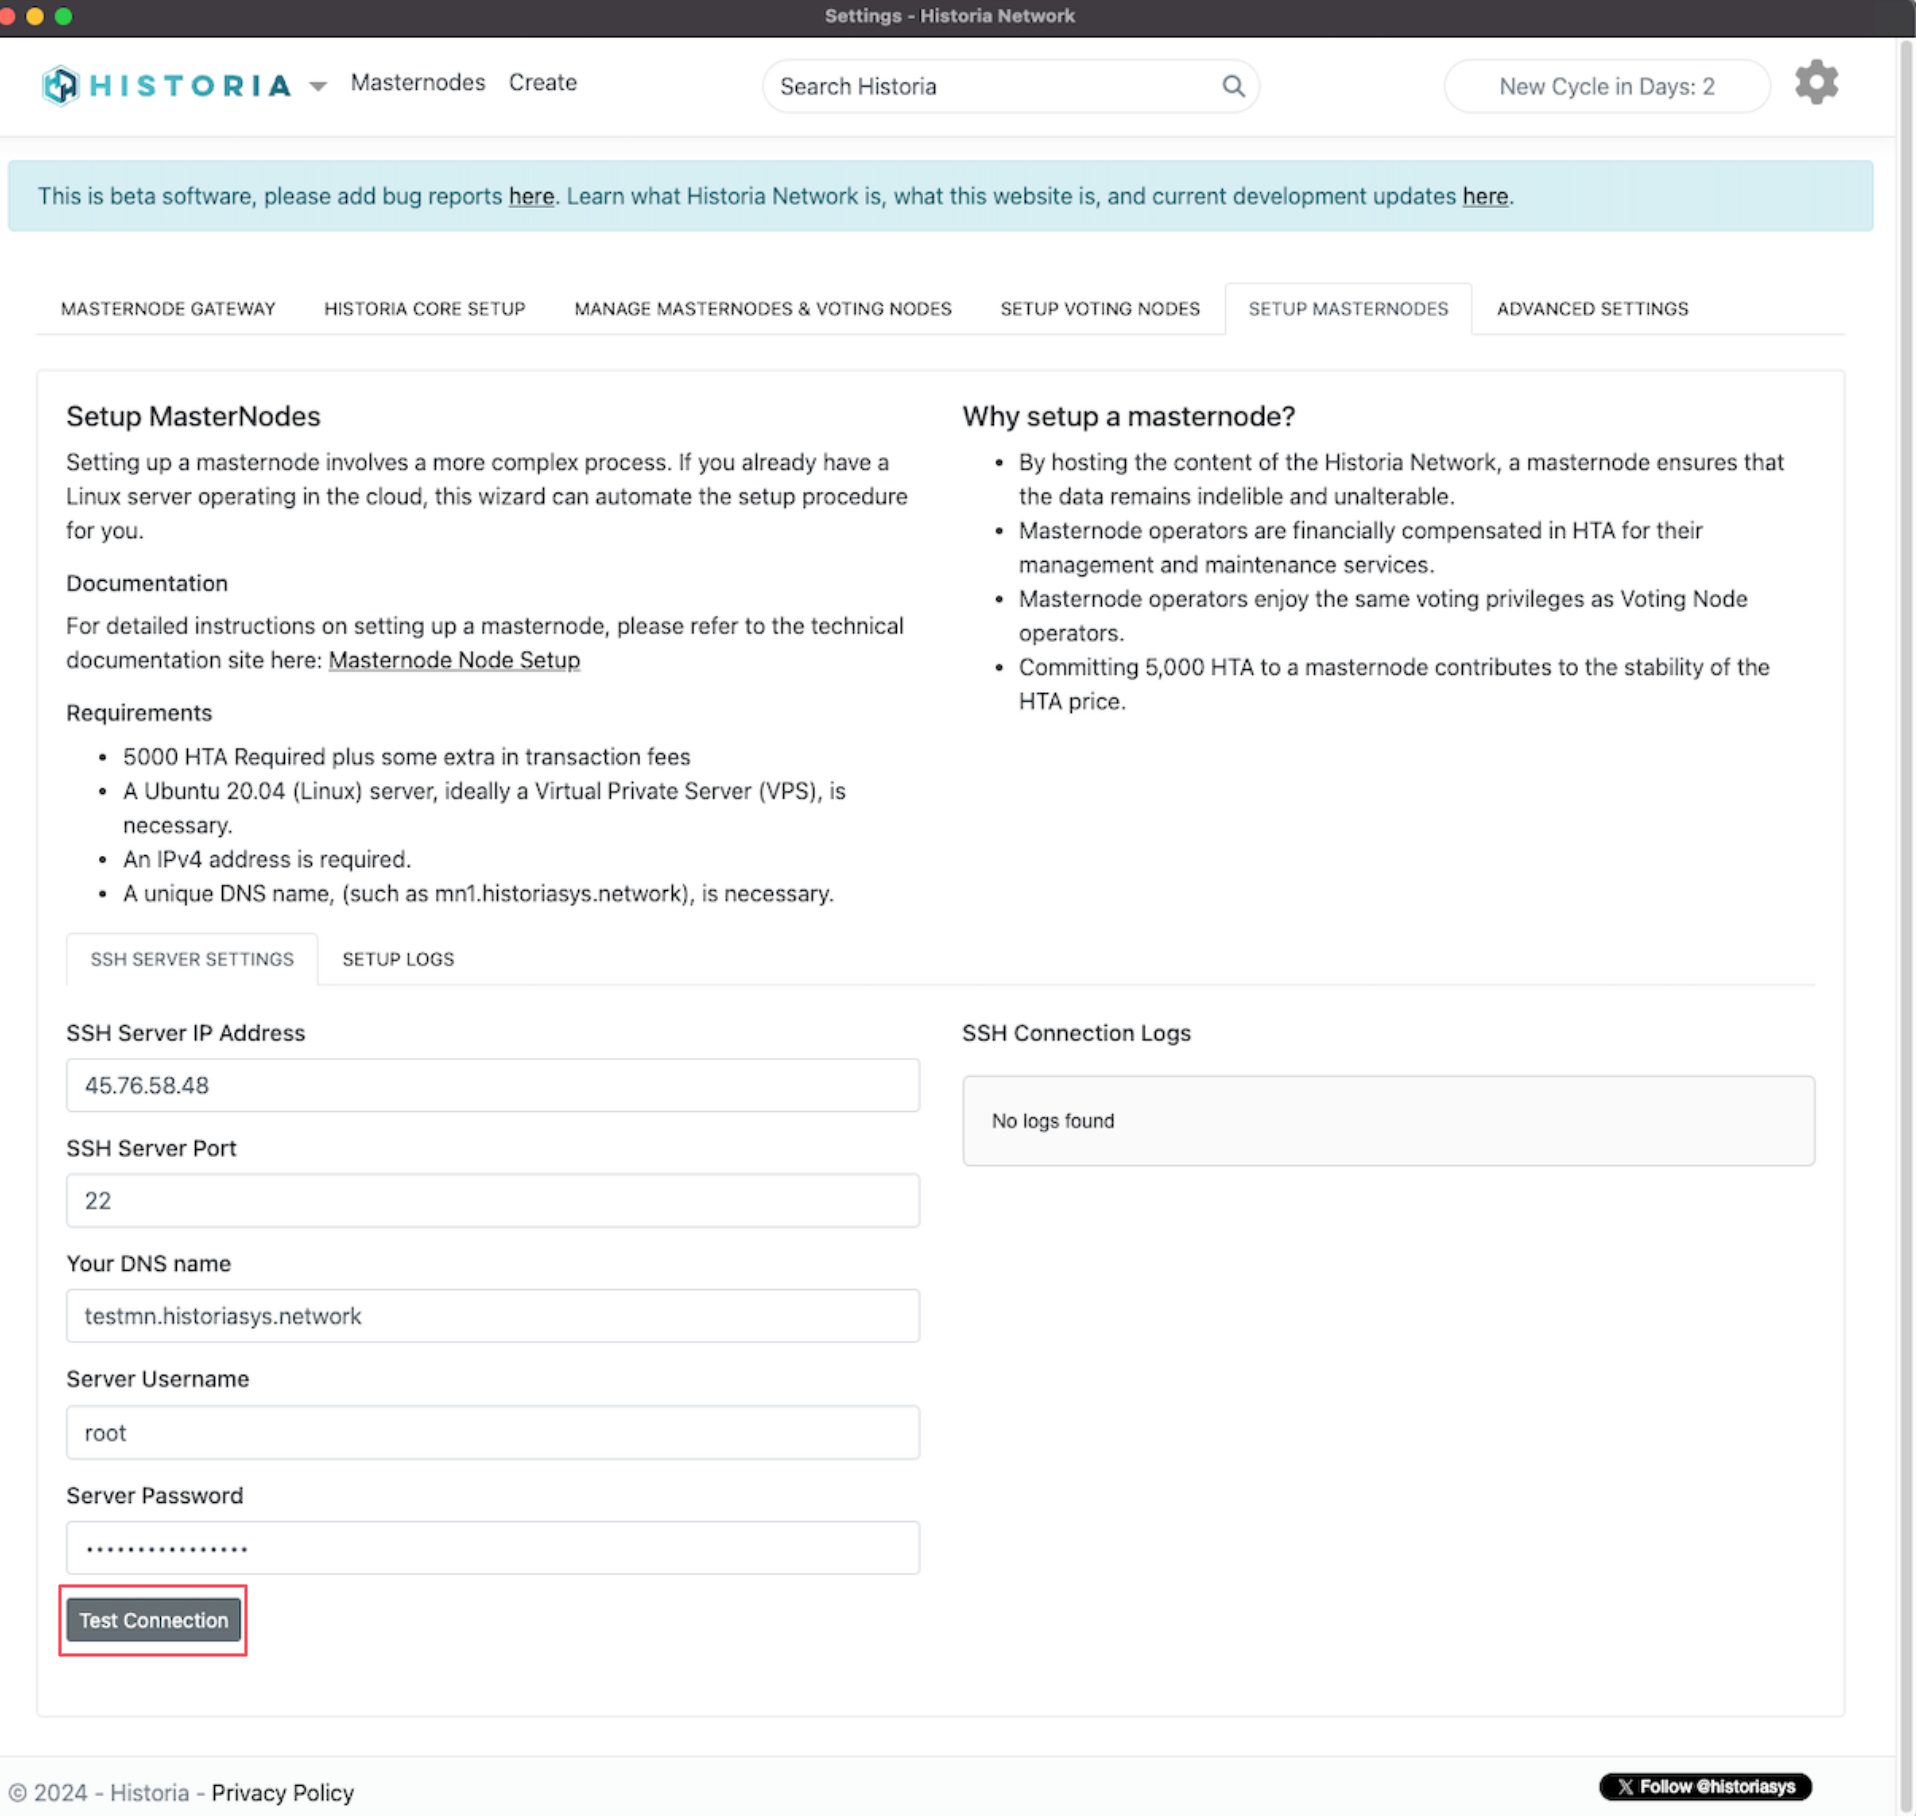 Settings - Historia Network
HISTORIA
Masternodes
Create
Search Historia
New Cycle in Days: 2
This is beta software, please add bug reports here. Learn what Historia Network is, what this website is, and current development updates here.
MASTERNODE GATEWAY
HISTORIA CORE SETUP
MANAGE MASTERNODES & VOTING NODES
SETUP VOTING NODES
SETUP MASTERNODES
ADVANCED SETTINGS
Setup MasterNodes
Setting up a masternode involves a more complex process. If you already have a
Linux server operating in the cloud, this wizard can automate the setup procedure
for you.
Documentation
For detailed instructions on setting up a masternode, please refer to the technical
documentation site here: Masternode Node Setup
Requirements
• 5000 HTA Required plus some extra in transaction fees
• A Ubuntu 20.04 (Linux) server, ideally a Virtual Private Server (VPS), is
necessary.
• An IPv4 address is required.
• A unique DNS name, (such as mn1.historiasys.network), is necessary.
Why setup a masternode?
• By hosting the content of the Historia Network, a masternode ensures that
the data remains indelible and unalterable.
• Masternode operators are financially compensated in HTA for their
management and maintenance services.
• Masternode operators enjoy the same voting privileges as Voting Node
operators.
• Committing 5,000 HTA to a masternode contributes to the stability of the
HTA price.
SSH SERVER SETTINGS
SETUP LOGS
SSH Server IP Address
45.76.58.48
SSH Server Port
22
Your DNS name
testmn.historiasys.network
Server Username
root
Server Password
••••••••••••••••
Test Connection
SSH Connection Logs
No logs found
© 2024 - Historia - Privacy Policy
X Follow @historiasys